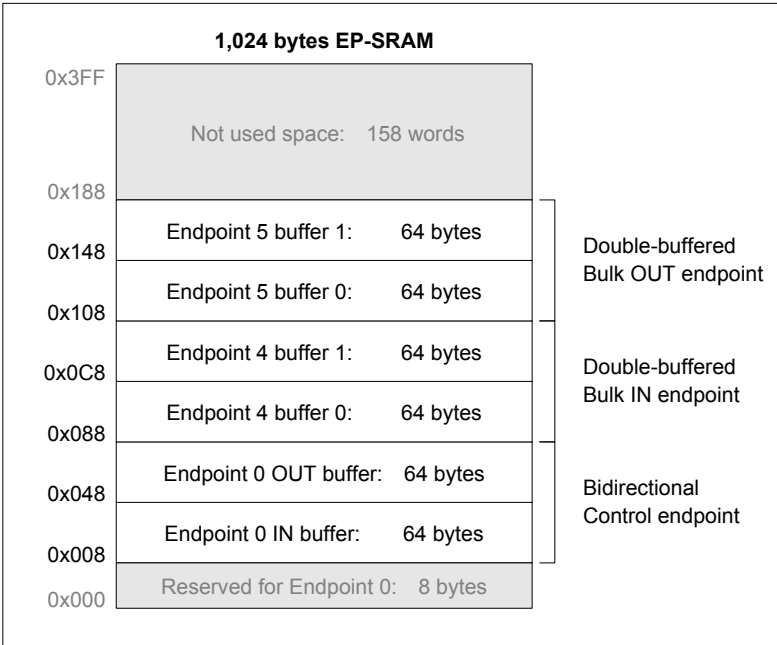 1,024 bytes EP-SRAM
0x3FF
Not used space: 158 words
0x188
Endpoint 5 buffer 1: 64 bytes
0x148
Endpoint 5 buffer 0: 64 bytes
Double-buffered
Bulk OUT endpoint
0x108
Endpoint 4 buffer 1: 64 bytes
0x0C8
Endpoint 4 buffer 0: 64 bytes
Double-buffered
Bulk IN endpoint
0x088
Endpoint 0 OUT buffer: 64 bytes
0x048
Endpoint 0 IN buffer: 64 bytes
Bidirectional
Control endpoint
0x008
Reserved for Endpoint 0: 8 bytes
0x000